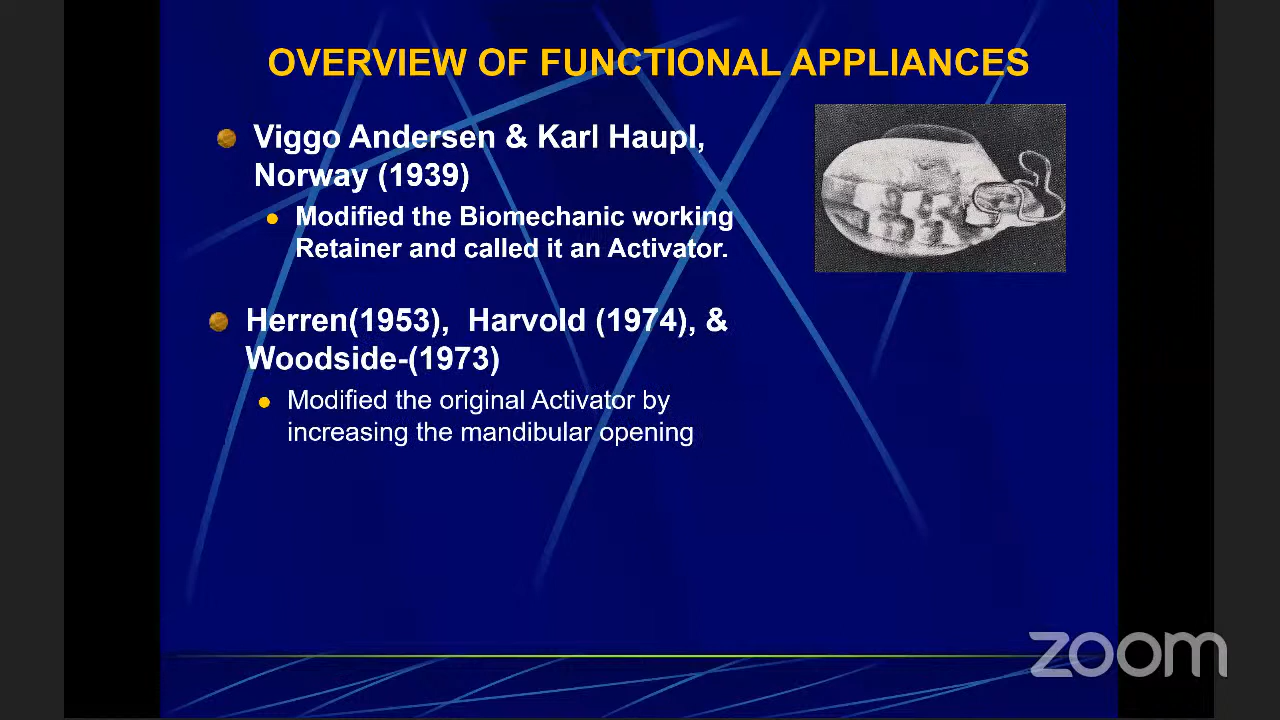 OVERVIEW OF FUNCTIONAL APPLIANCES
Viggo Andersen & Karl Haupl,
Norway (1939)
Modified the Biomechanic working
Retainer and called it an Activator.
Herren(1953), Harvold (1974), &
Woodside-(1973)
Modified the original Activator by
increasing the mandibular opening
zoom